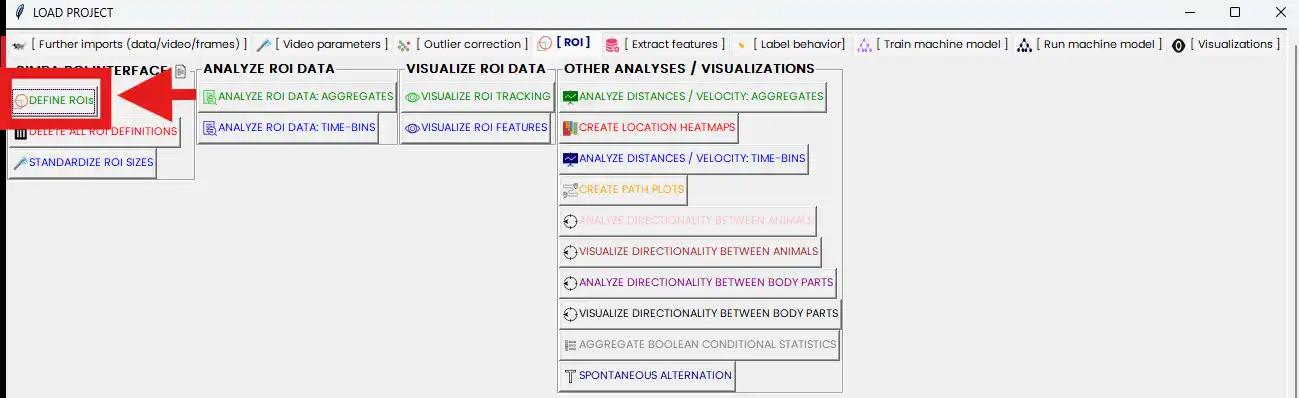 LOAD PROJECT
[ Further imports (data/video/frames) ] [ Video parameters ] [ Outlier correction ] [ ROI ] [ Extract features ] [ Label behavior] [ Train machine model ] [ Run machine model ] [ Visualizations ]
SIMBA ROI INTERFACE
DEFINE ROIs
DELETE ALL ROI DEFINITIONS
STANDARDIZE ROI SIZES
ANALYZE ROI DATA
ANALYZE ROI DATA: AGGREGATES
ANALYZE ROI DATA: TIME-BINS
VISUALIZE ROI DATA
VISUALIZE ROI TRACKING
VISUALIZE ROI FEATURES
OTHER ANALYSES / VISUALIZATIONS
ANALYZE DISTANCES / VELOCITY: AGGREGATES
CREATE LOCATION HEATMAPS
ANALYZE DISTANCES / VELOCITY: TIME-BINS
CREATE PATH PLOTS
ANALYZE DIRECTIONALITY BETWEEN ANIMALS
VISUALIZE DIRECTIONALITY BETWEEN ANIMALS
ANALYZE DIRECTIONALITY BETWEEN BODY PARTS
VISUALIZE DIRECTIONALITY BETWEEN BODY PARTS
AGGREGATE BOOLEAN CONDITIONAL STATISTICS
SPONTANEOUS ALTERNATION